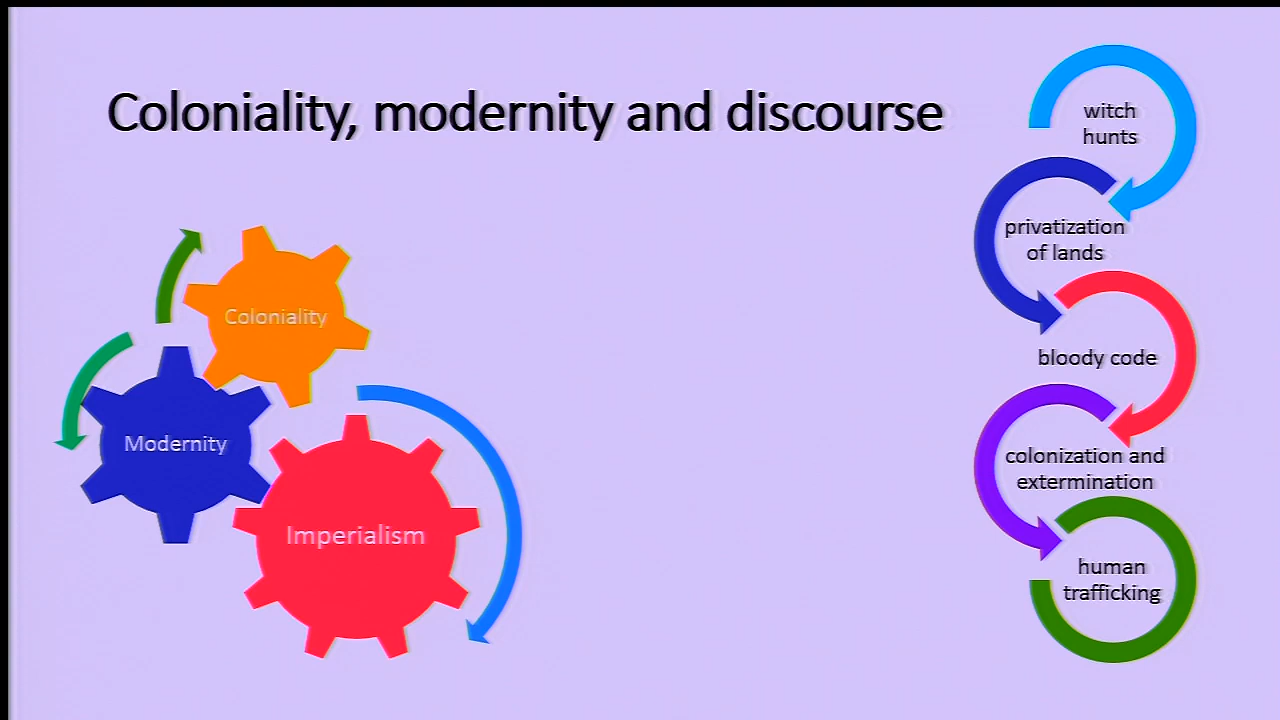 Coloniality, modernity and discourse
Coloniality
Modernity
Imperialism
witch
hunts
privatization
of lands
bloody code
colonization and
extermination
human
trafficking